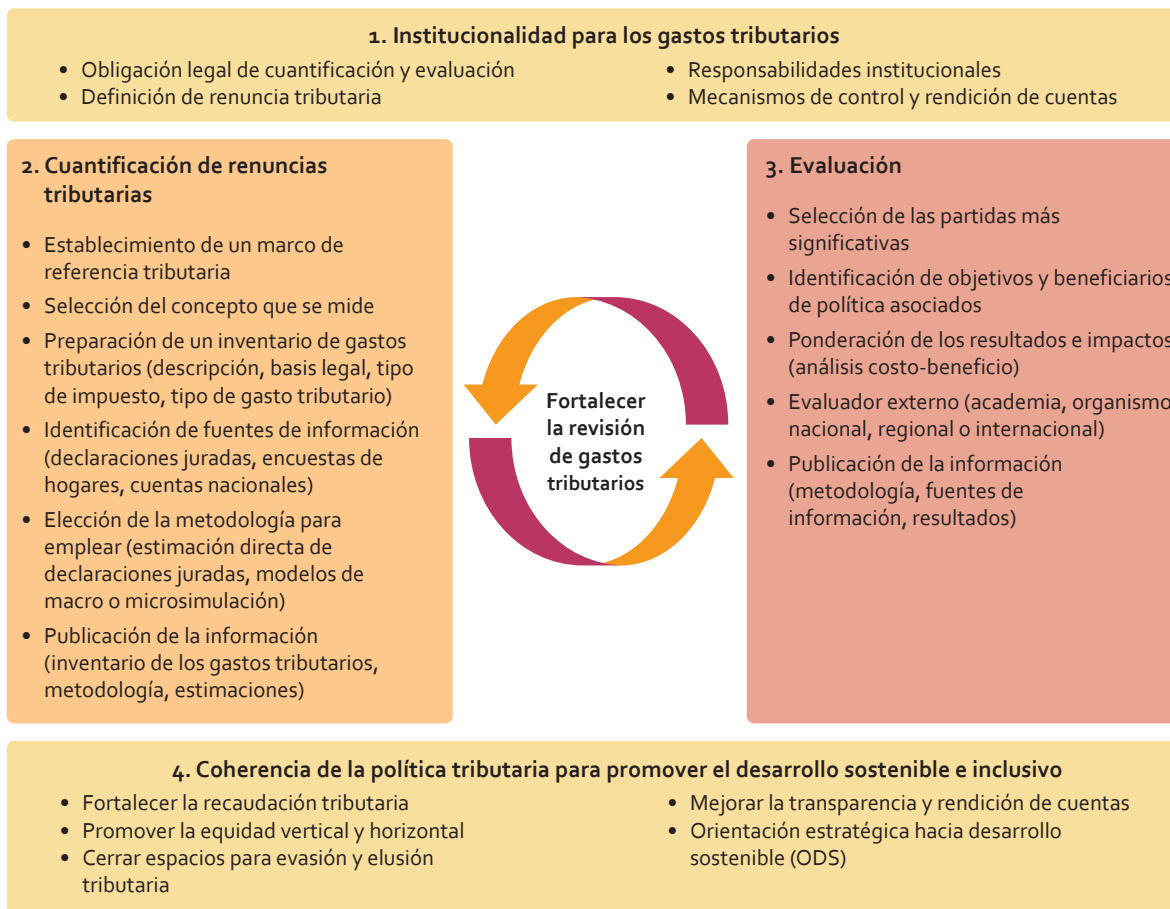 1. Institucionalidad para los gastos tributarios
• Obligación legal de cuantificación y evaluación
• Definición de renuncia tributaria
• Responsabilidades institucionales
• Mecanismos de control y rendición de cuentas
2. Cuantificación de renuncias
tributarias
• Establecimiento de un marco de
referencia tributaria
• Selección del concepto que se mide
• Preparación de un inventario de gastos
tributarios (descripción, basis legal, tipo
de impuesto, tipo de gasto tributario)
• Identificación de fuentes de información
(declaraciones juradas, encuestas de
hogares, cuentas nacionales)
• Elección de la metodología para
emplear (estimación directa de
declaraciones juradas, modelos de
macro o microsimulación)
• Publicación de la información
(inventario de los gastos tributarios,
metodología, estimaciones)
Fortalecer
la revisión
de gastos
tributarios
3. Evaluación
• Selección de las partidas más
significativas
• Identificación de objetivos y beneficiarios
de política asociados
• Ponderación de los resultados e impactos
(análisis costo-beneficio)
• Evaluador externo (academia, organismo
nacional, regional o internacional)
• Publicación de la información
(metodología, fuentes de
información, resultados)
4. Coherencia de la política tributaria para promover el desarrollo sostenible e inclusivo
• Fortalecer la recaudación tributaria
• Promover la equidad vertical y horizontal
• Cerrar espacios para evasión y elusión
tributaria
• Mejorar la transparencia y rendición de cuentas
• Orientación estratégica hacia desarrollo
sostenible (ODS)